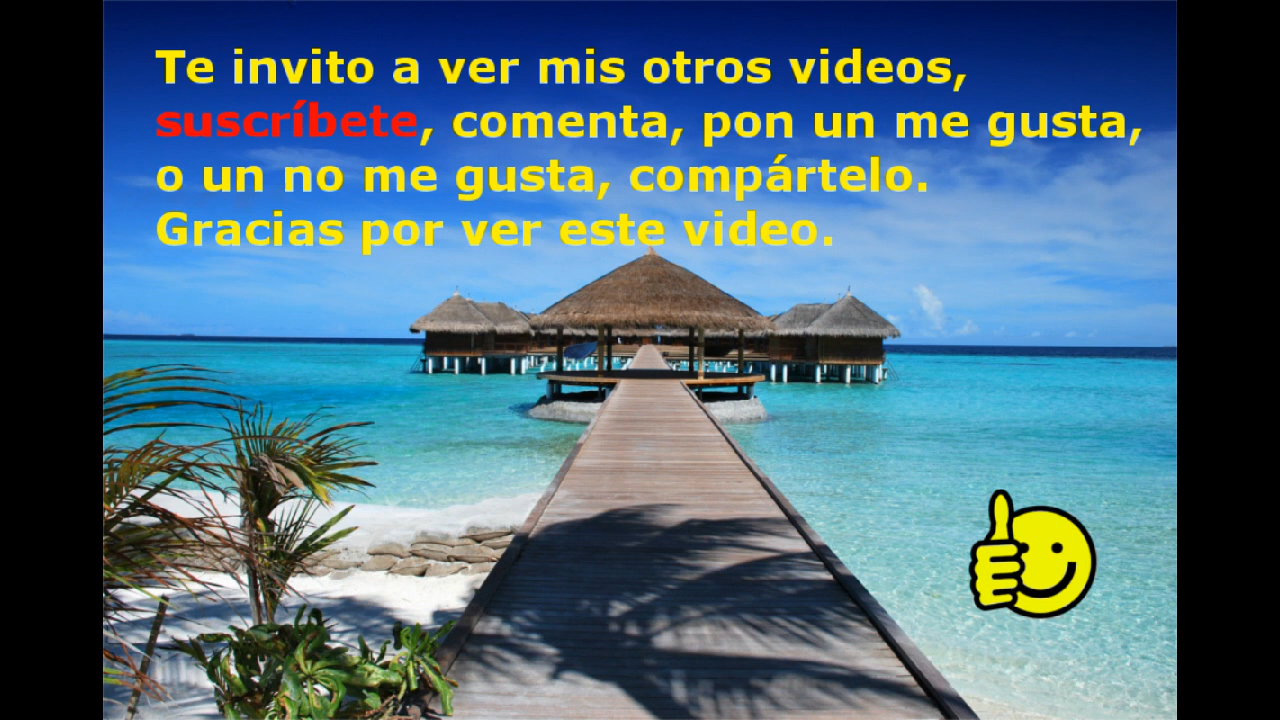 Te invito a ver mis otros videos,
suscríbete, comenta, pon un me gusta,
o un no me gusta, compártelo.
Gracias por ver este video.